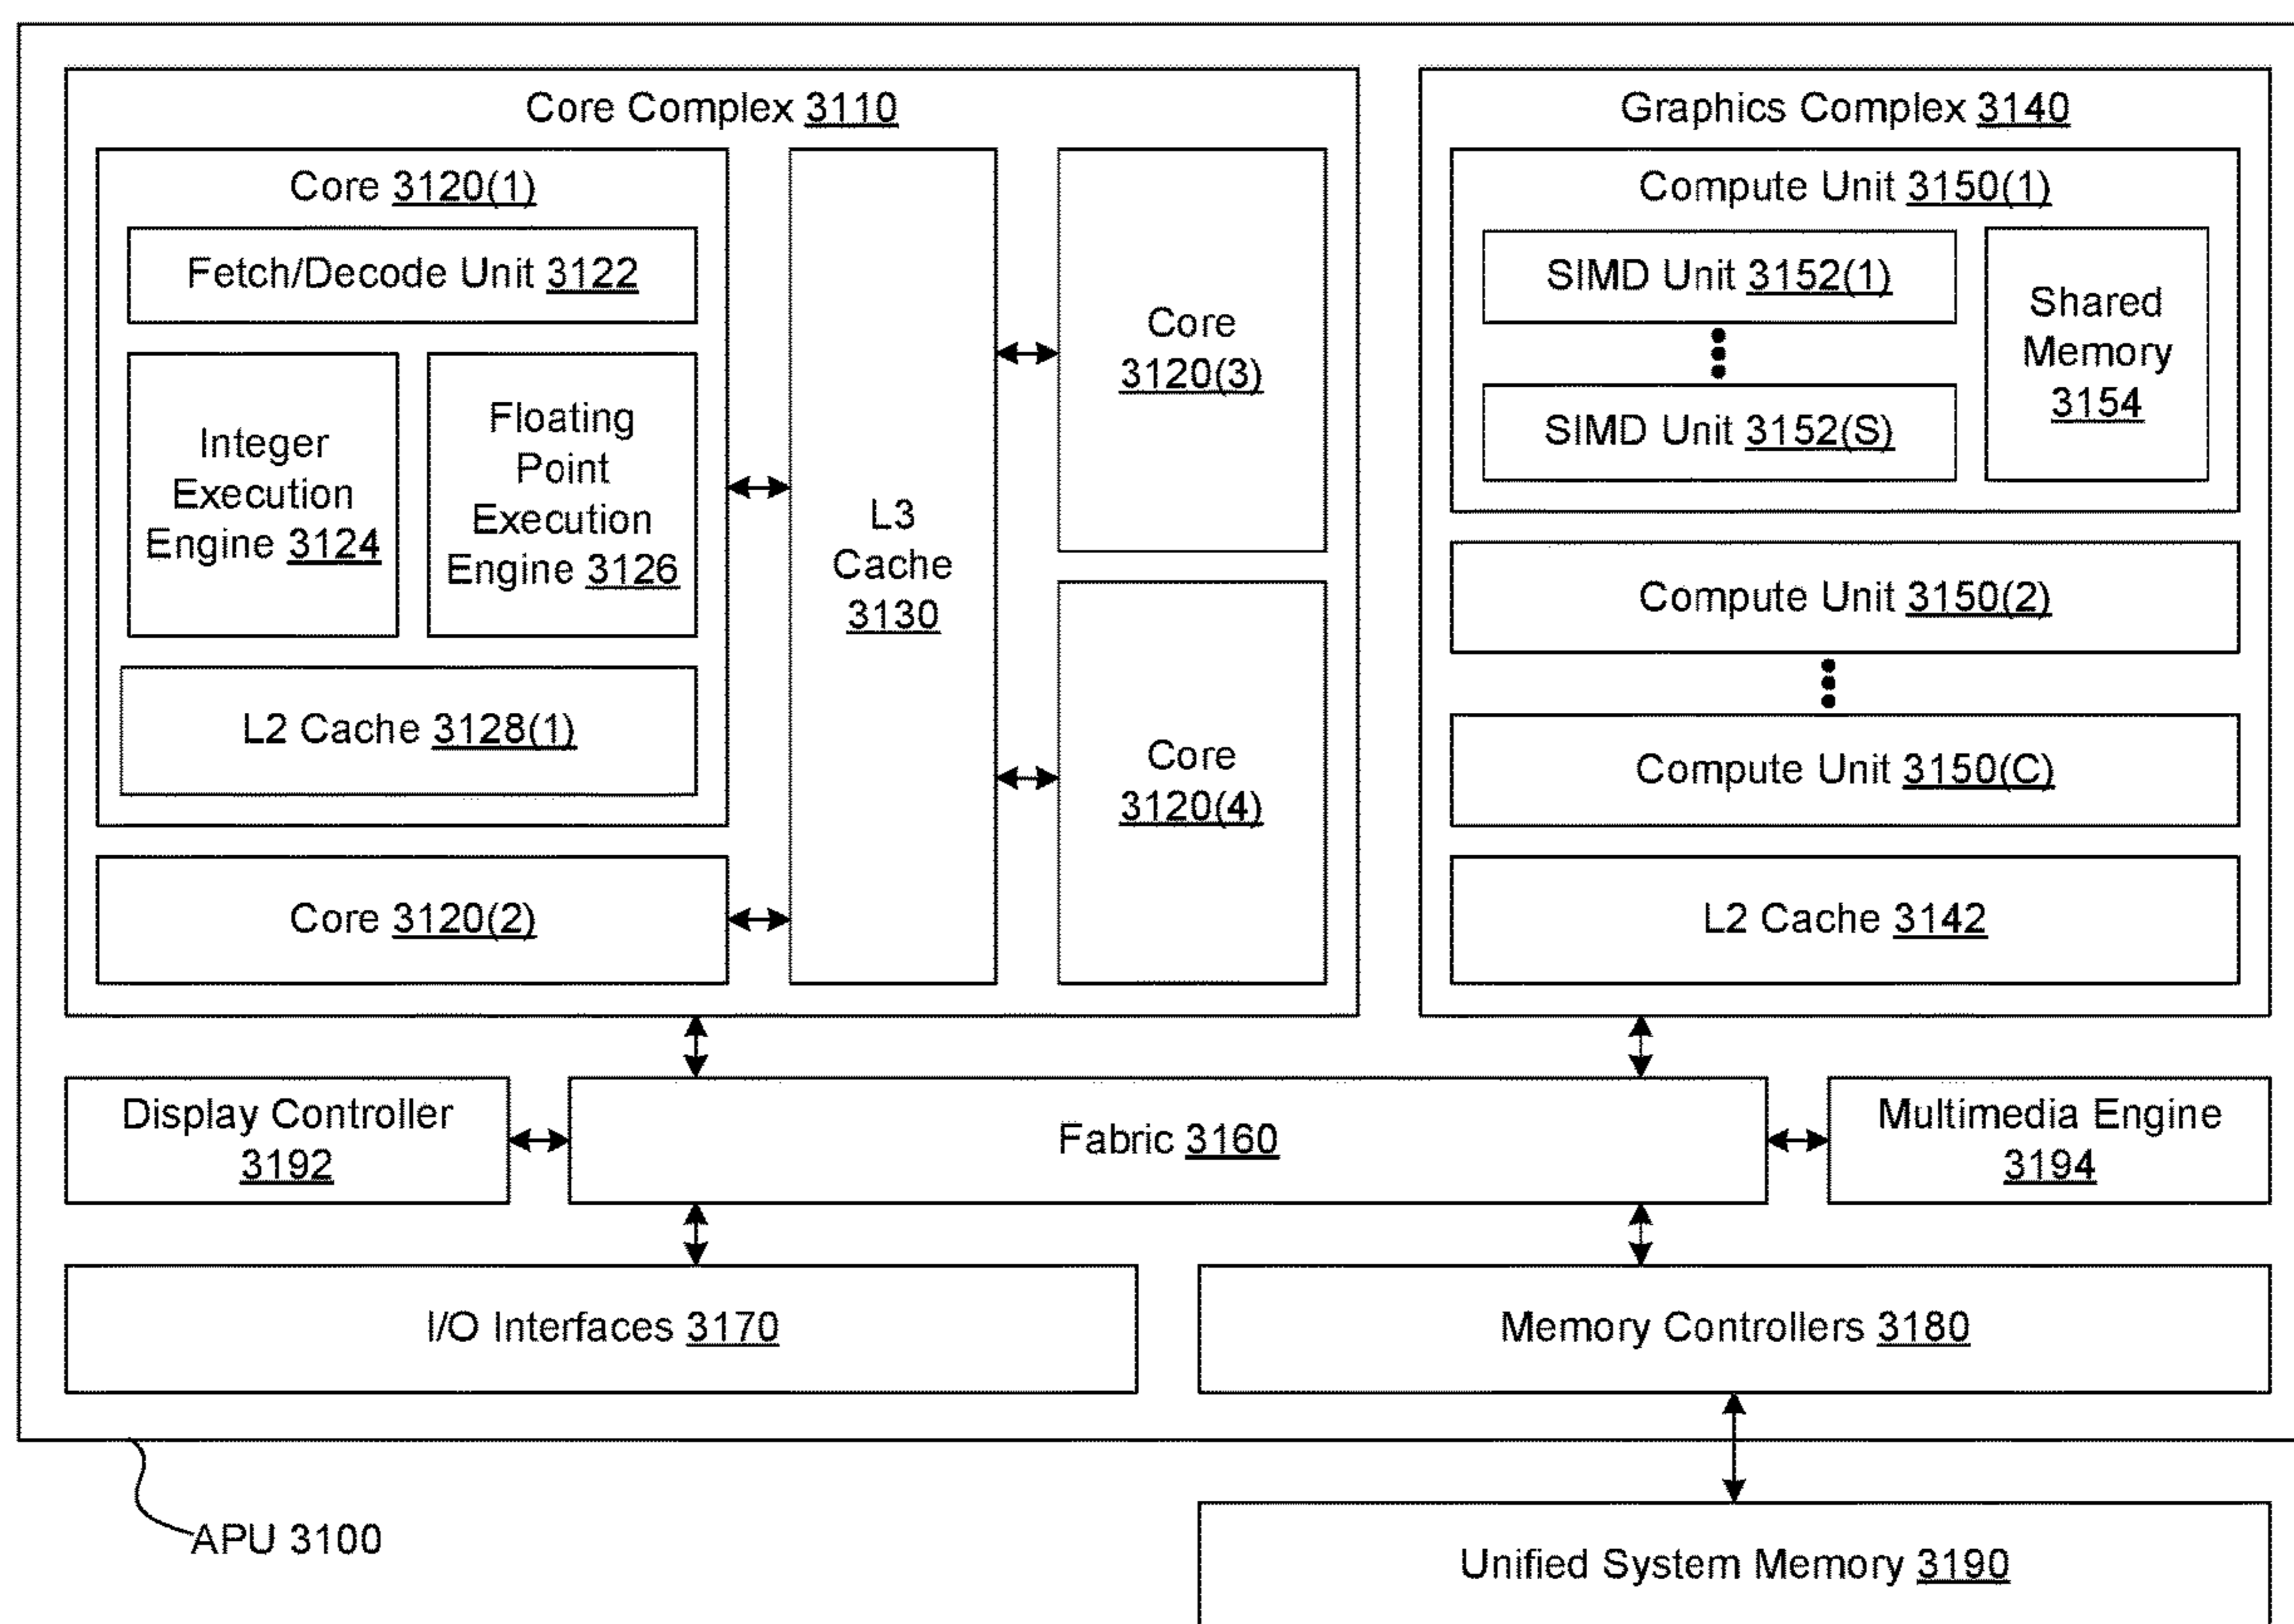 Core Complex 3110
Core 3120(1)
Fetch/Decode Unit 3122
Integer
Execution
Engine 3124
Floating
Point
Execution
Engine 3126
L2 Cache 3128(1)
Core 3120(2)
L3
Cache
3130
Core
3120(3)
Core
3120(4)
Graphics Complex 3140
Compute Unit 3150(1)
SIMD Unit 3152(1)
SIMD Unit 3152(S)
Shared
Memory
3154
Compute Unit 3150(2)
Compute Unit 3150(C)
L2 Cache 3142
Display Controller
3192
Fabric 3160
Multimedia Engine
3194
I/O Interfaces 3170
Memory Controllers 3180
APU 3100
Unified System Memory 3190